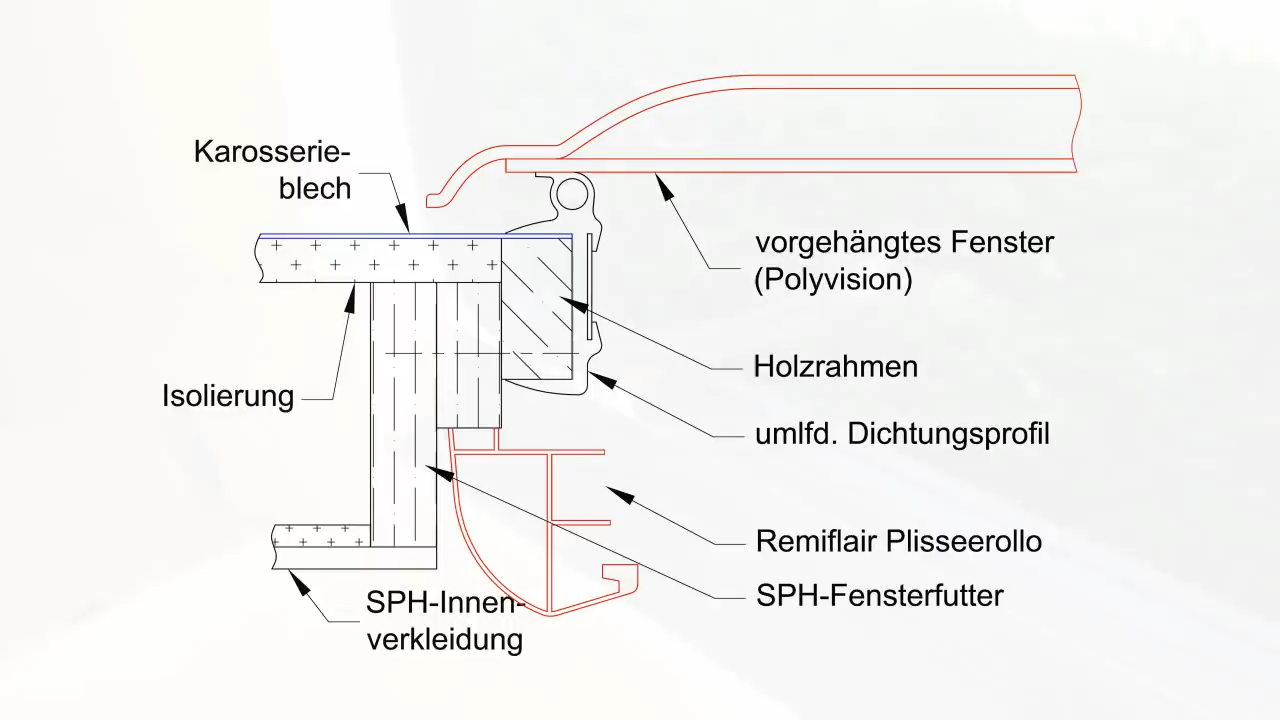 Karosserie-
blech
vorgehängtes Fenster
(Polyvision)
Holzrahmen
Isolierung
umlfd. Dichtungsprofil
Remiflair Plisseerollo
SPH-Fensterfutter
SPH-Innen-
verkleidung